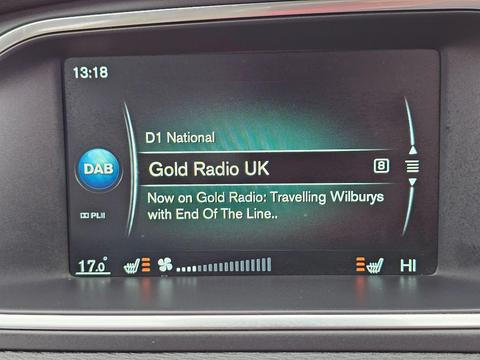 13:18
D1 National
DAB
Gold Radio UK 8
Now on Gold Radio: Travelling Wilburys
with End Of The Line..
PLII
17.0° HI